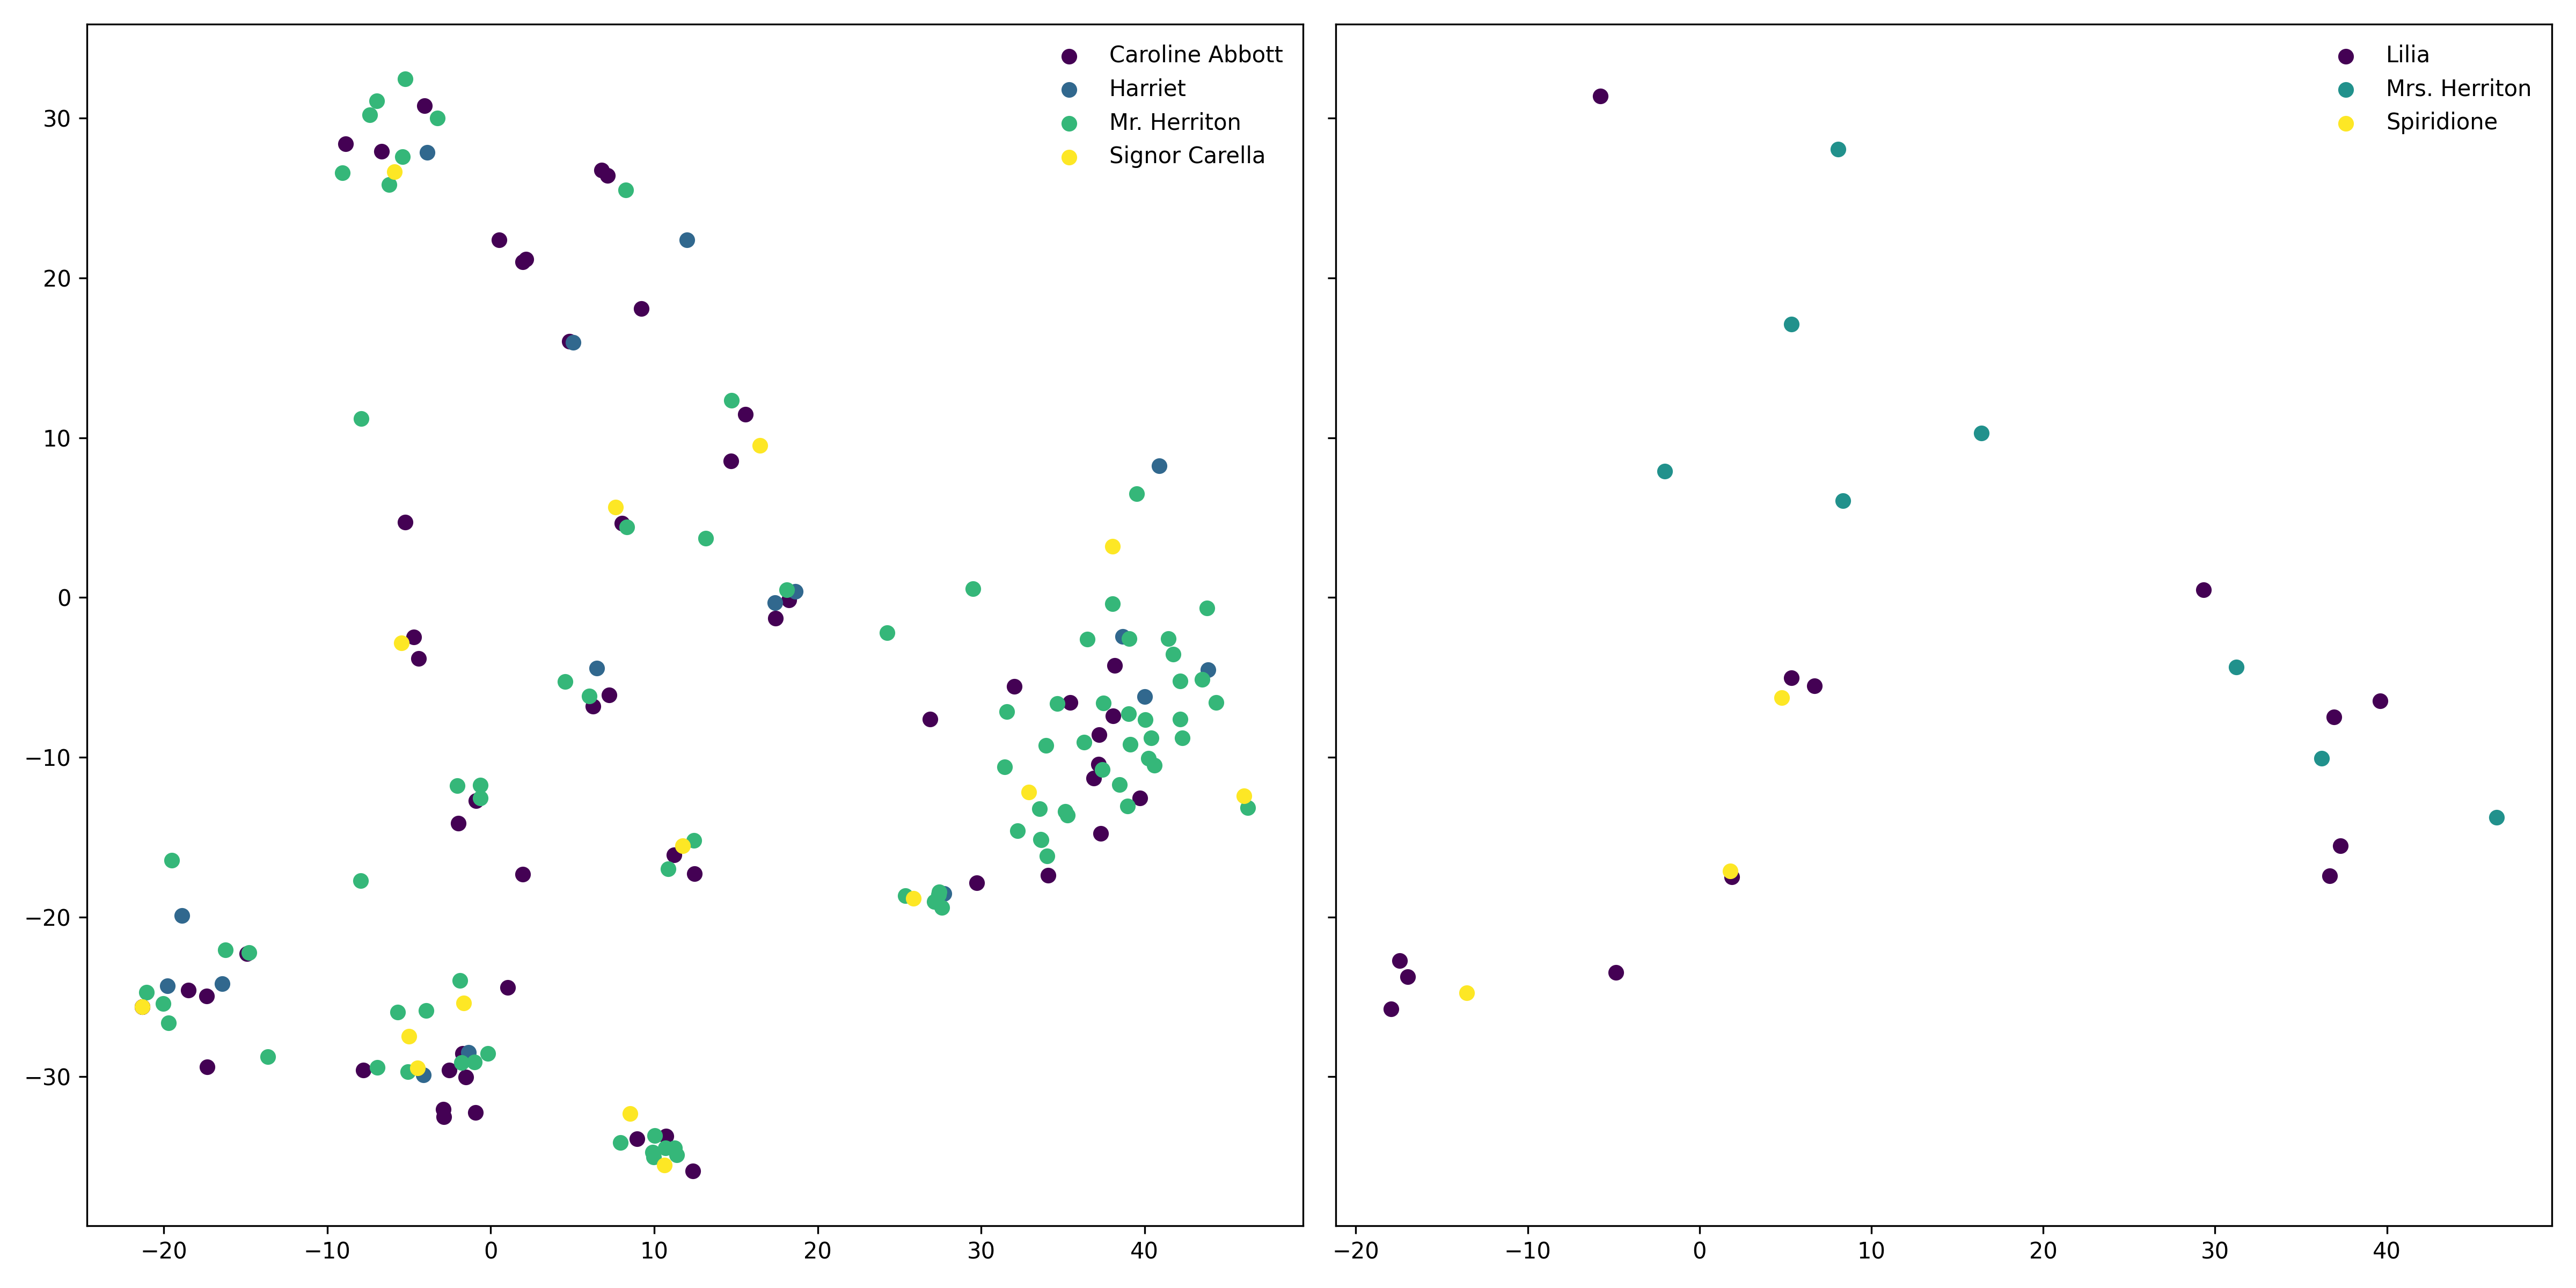 Caroline Abbott
Harriet
Mr. Herriton
Signor Carella
Lilia
Mrs. Herriton
Spiridione
30
20
10
0
−10
−20
−30
−20 −10 0 10 20 30 40
−20 −10 0 10 20 30 40